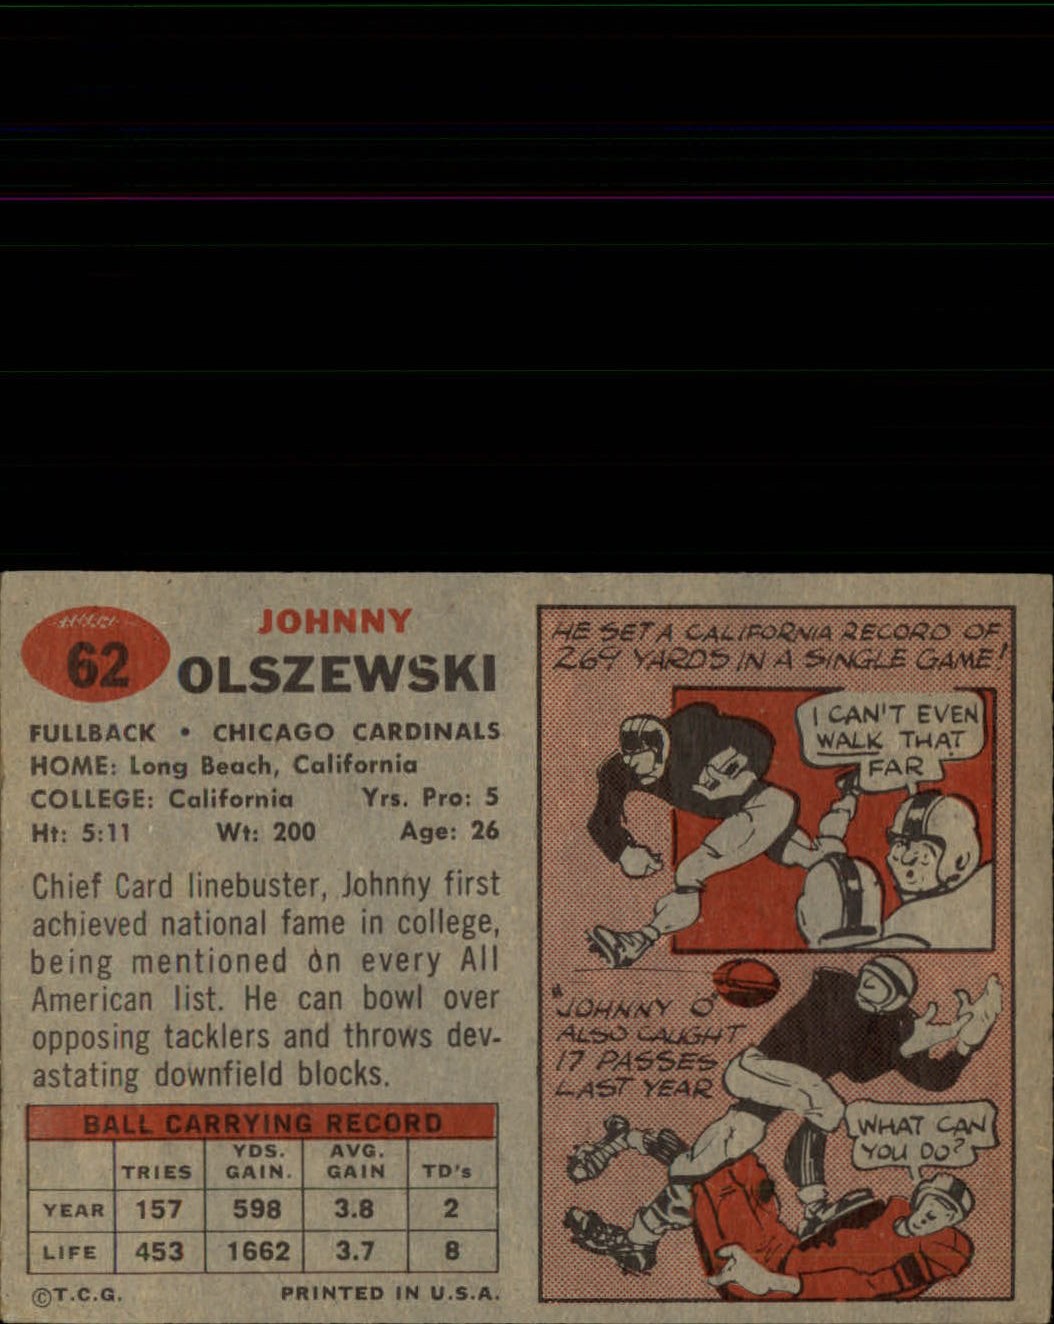 62
JOHNNY
OLSZEWSKI
FULLBACK • CHICAGO CARDINALS
HOME: Long Beach, California
COLLEGE: California Yrs. Pro: 5
Ht: 5:11 Wt: 200 Age: 26
Chief Card linebuster, Johnny first
achieved national fame in college,
being mentioned on every All
American list. He can bowl over
opposing tacklers and throws dev-
astating downfield blocks.
BALL CARRYING RECORD
TRIES YDS. GAIN. AVG. GAIN TD's
YEAR 157 598 3.8 2
LIFE 453 1662 3.7 8
©T.C.G. PRINTED IN U.S.A.
HE SET A CALIFORNIA RECORD OF
269 YARDS IN A SINGLE GAME!
I CAN'T EVEN
WALK THAT
FAR
"JOHNNY O"
ALSO CAUGHT
17 PASSES
LAST YEAR
WHAT CAN
YOU DO?